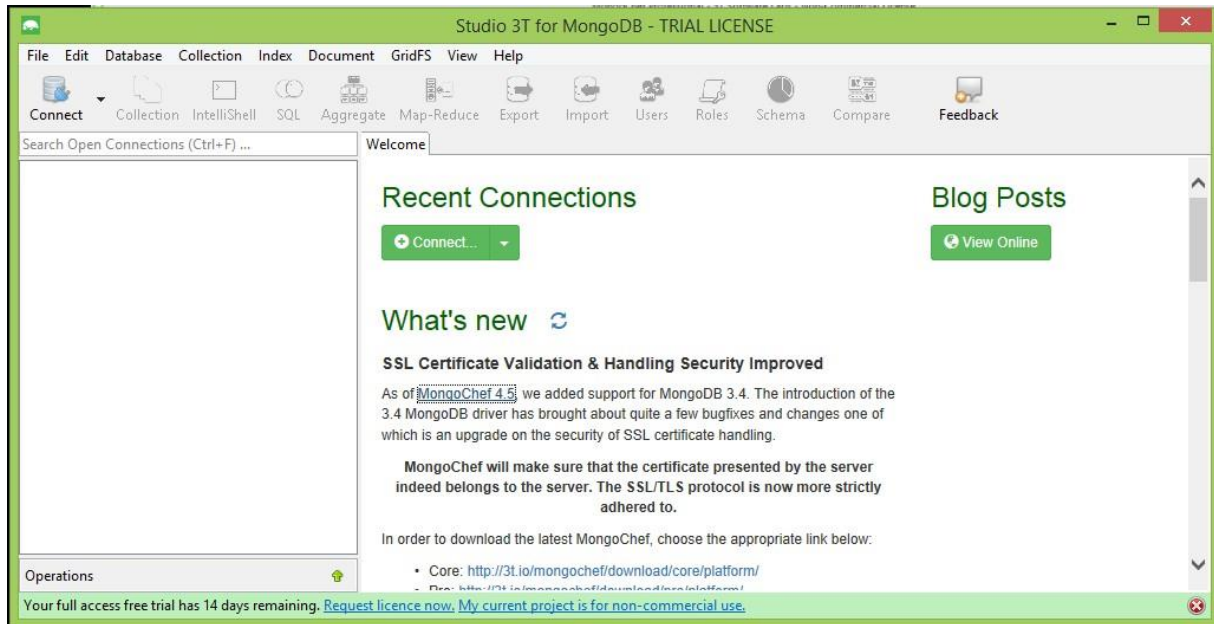 Studio 3T for MongoDB - TRIAL LICENSE
File Edit Database Collection Index Document GridFS View Help
Connect Collection IntelliShell SQL Aggregate Map-Reduce Export Import Users Roles Schema Compare Feedback
Search Open Connections (Ctrl+F) ...
Welcome
Recent Connections
Connect...
Blog Posts
View Online
What's new
SSL Certificate Validation & Handling Security Improved
As of MongoChef 4.5, we added support for MongoDB 3.4. The introduction of the
3.4 MongoDB driver has brought about quite a few bugfixes and changes one of
which is an upgrade on the security of SSL certificate handling.
MongoChef will make sure that the certificate presented by the server
indeed belongs to the server. The SSL/TLS protocol is now more strictly
adhered to.
In order to download the latest MongoChef, choose the appropriate link below:
• Core: http://3t.io/mongochef/download/core/platform/
Operations
Your full access free trial has 14 days remaining. Request licence now. My current project is for non-commercial use.